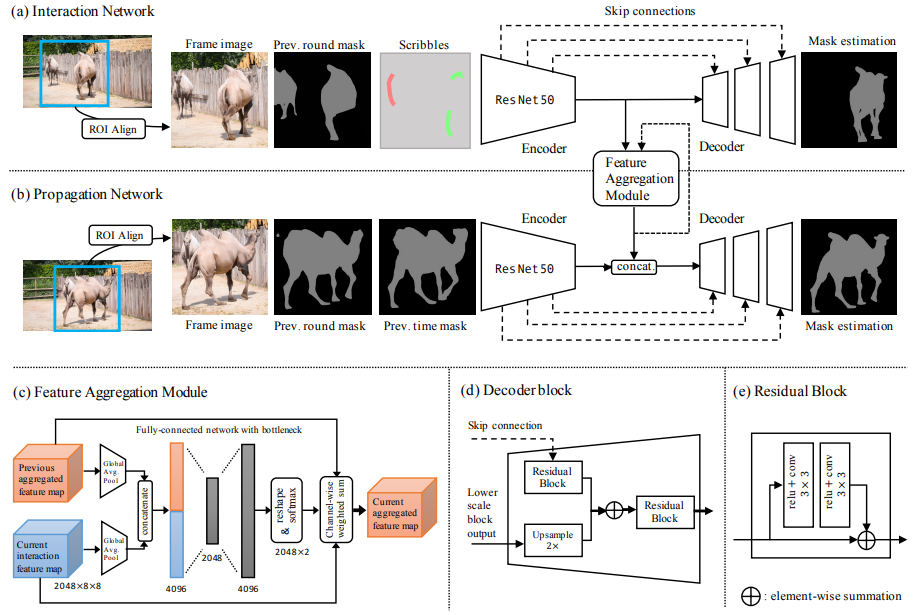 (a) Interaction Network
Skip connections
Frame image
Prev. round mask
Scribbles
Mask estimation
ROI Align
ResNet50
Encoder
Decoder
Feature
Aggregation
Module
(b) Propagation Network
ROI Align
Encoder
Decoder
ResNet50
concat.
Frame image
Prev. round mask
Prev. time mask
Mask estimation
(c) Feature Aggregation Module
Fully-connected network with bottleneck
Previous
aggregated
feature map
Global
Avg.
Pool
concatenate
Current
interaction
feature map
Global
Avg.
Pool
2048×8×8
4096
2048
4096
reshape
& softmax
2048×2
Channel-wise
weighted sum
Current
aggregated
feature map
(d) Decoder block
Skip connection
Residual
Block
Lower
scale
block
output
Upsample
2×
Residual
Block
(e) Residual Block
relu + conv
3 × 3
relu + conv
3 × 3
: element-wise summation